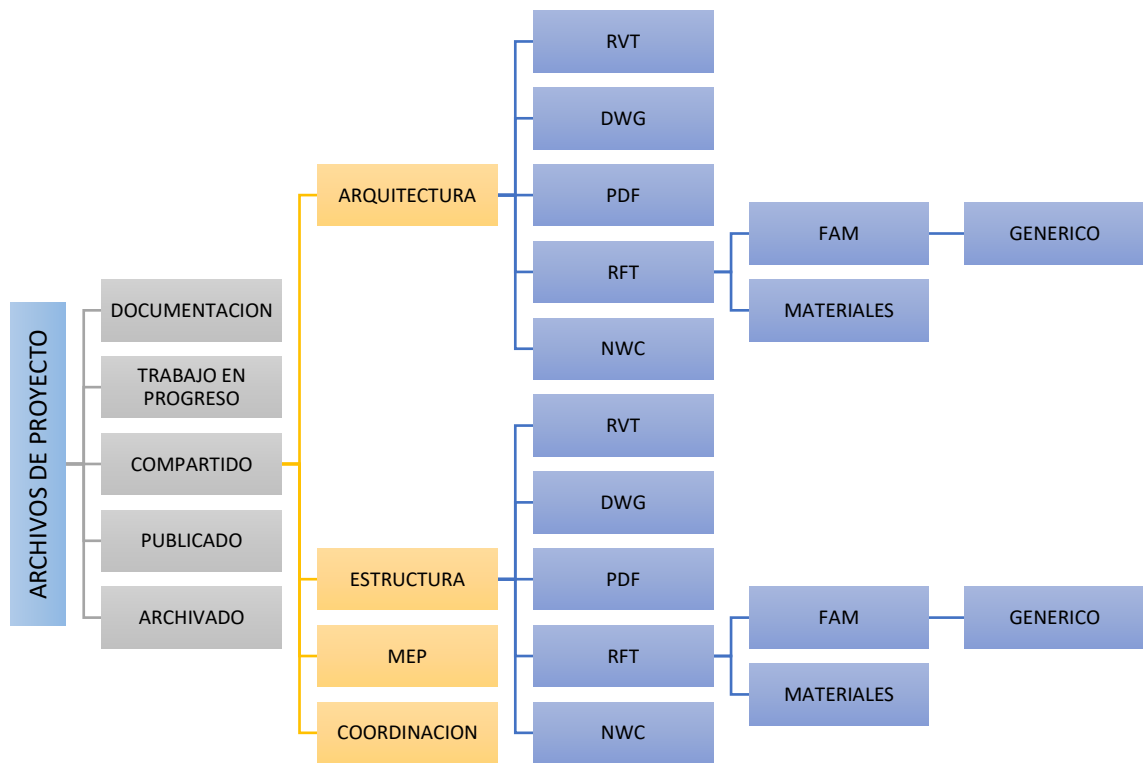 ARCHIVOS DE PROYECTO
DOCUMENTACION
TRABAJO EN
PROGRESO
COMPARTIDO
PUBLICADO
ARCHIVADO
ARQUITECTURA
RVT
DWG
PDF
RFT
FAM
GENERICO
MATERIALES
NWC
ESTRUCTURA
RVT
DWG
PDF
RFT
FAM
GENERICO
MATERIALES
NWC
MEP
COORDINACION